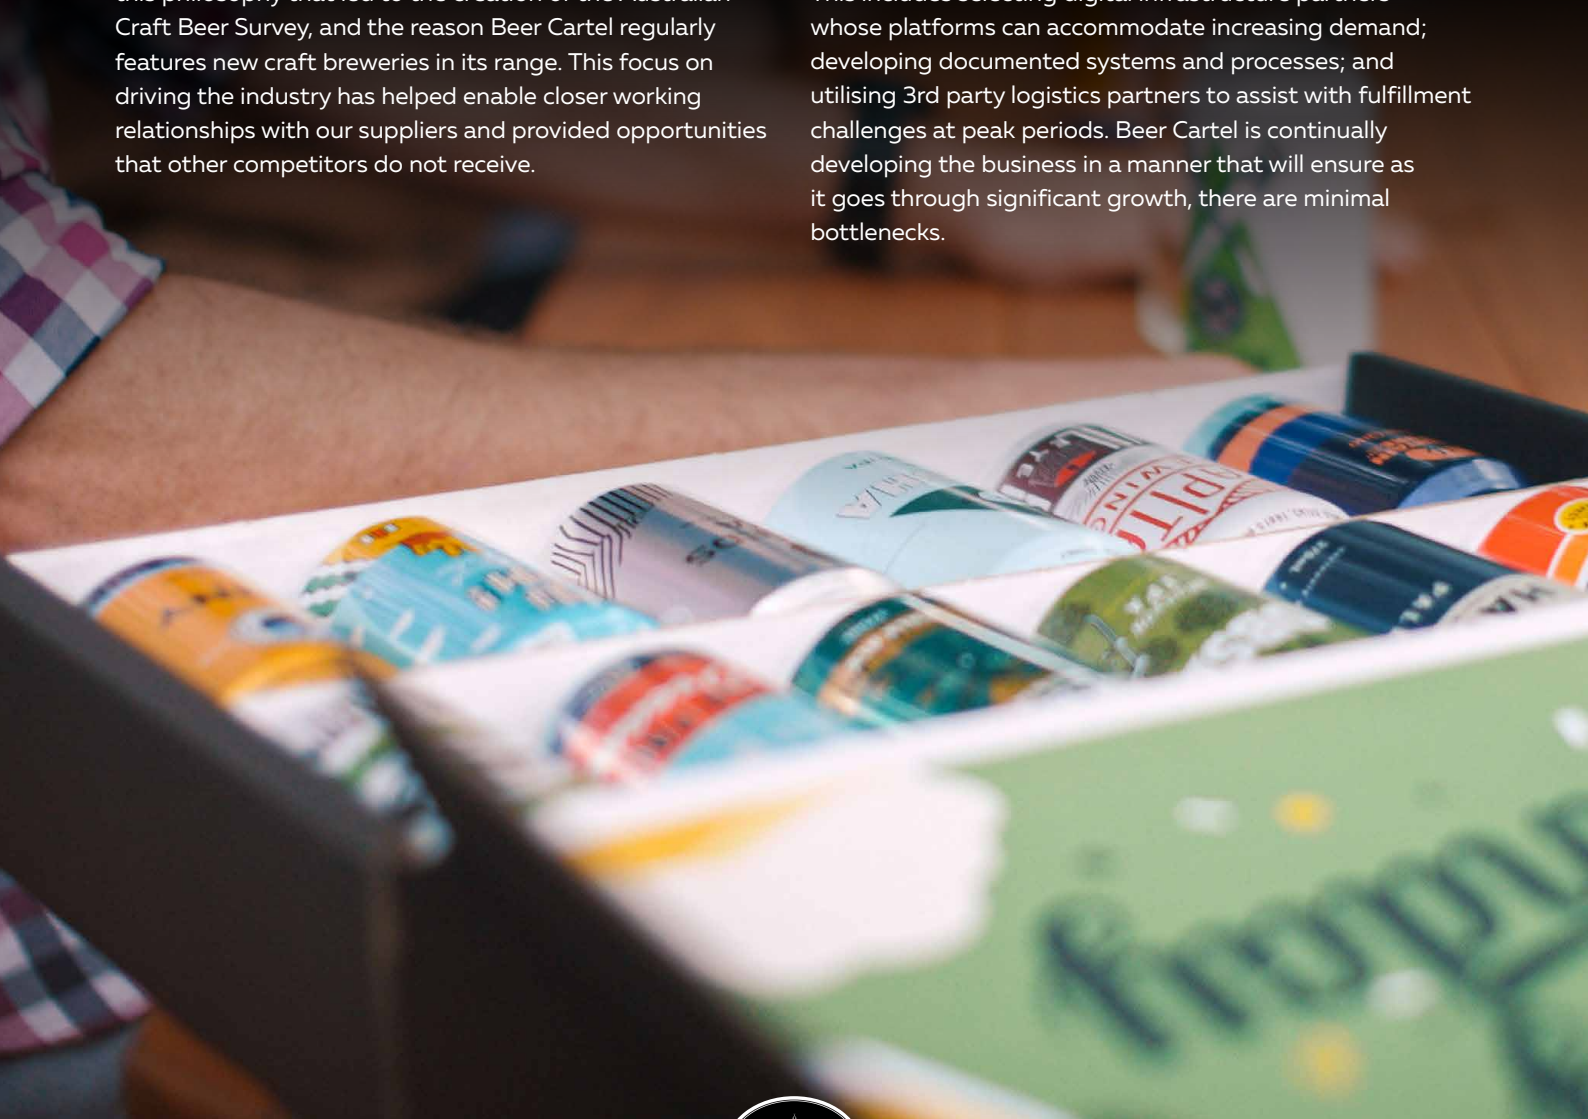 Craft Beer Survey, and the reason Beer Cartel regularly
features new craft breweries in its range. This focus on
driving the industry has helped enable closer working
relationships with our suppliers and provided opportunities
that other competitors do not receive.
whose platforms can accommodate increasing demand;
developing documented systems and processes; and
utilising 3rd party logistics partners to assist with fulfillment
challenges at peak periods. Beer Cartel is continually
developing the business in a manner that will ensure as
it goes through significant growth, there are minimal
bottlenecks.